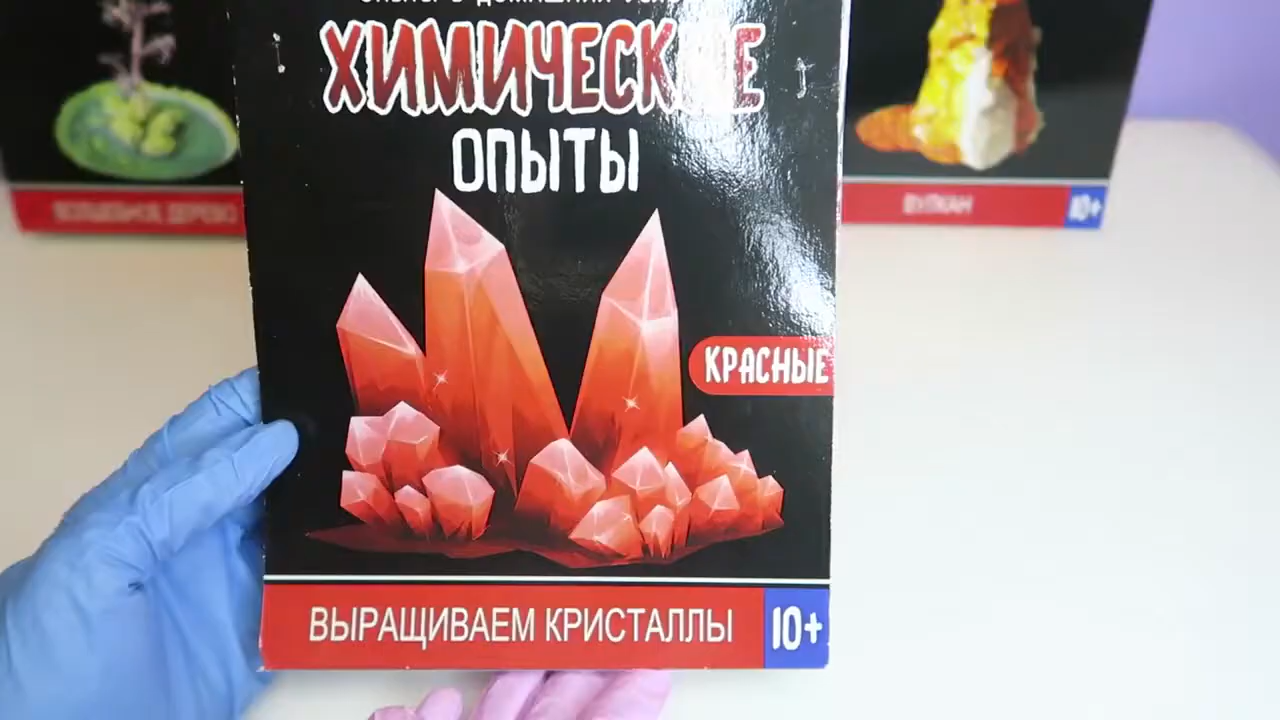 ХИМИЧЕСКИЕ
ОПЫТЫ
КРАСНЫЕ
ВЫРАЩИВАЕМ КРИСТАЛЛЫ
10+
ВУЛКАН
10+